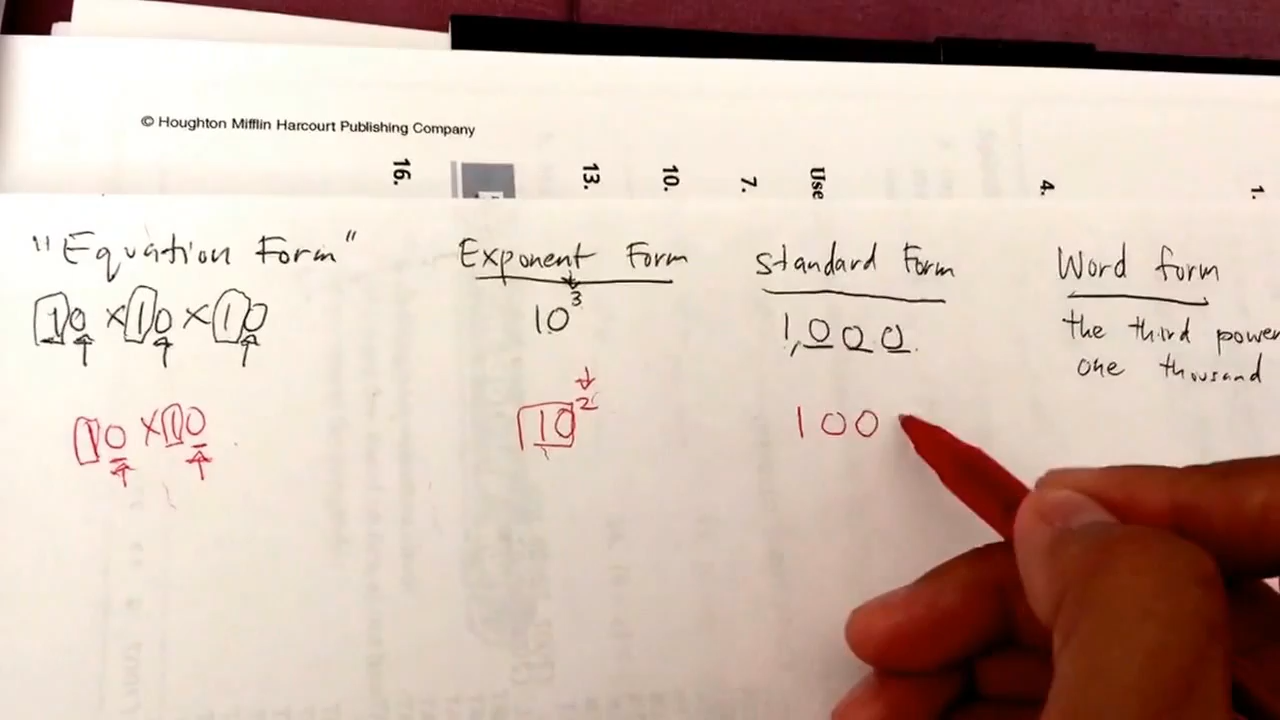 © Houghton Mifflin Harcourt Publishing Company
16.
13.
10.
7.
Use
4.
1.
"Equation Form"
Exponent Form
Standard Form
Word form
10 × 10 × 10
10³
1,000
the third power
one thousand
10 × 10
10²
100